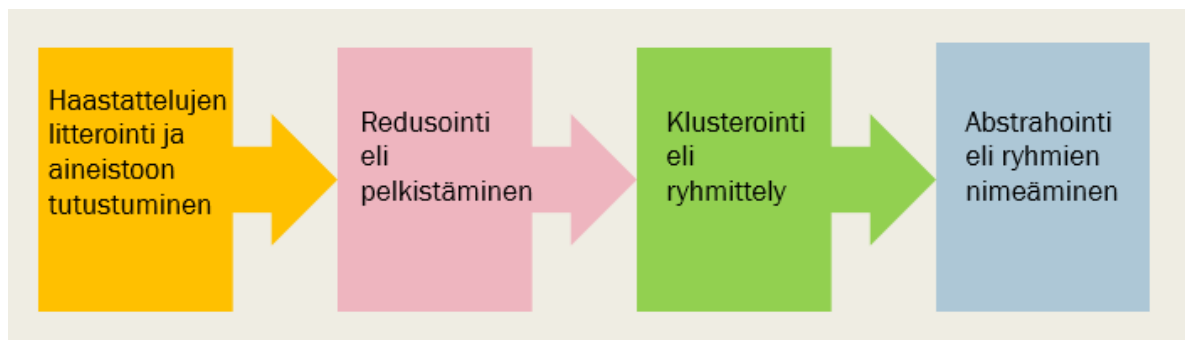 Haastattelujen
litterointi ja
aineistoon
tutustuminen
Redusointi
eli
pelkistäminen
Klusterointi
eli
ryhmittely
Abstrahointi
eli ryhmien
nimeäminen